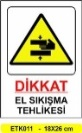 DİKKAT
EL SIKIŞMA
TEHLİKESİ
ETK011 - 18X26 cm